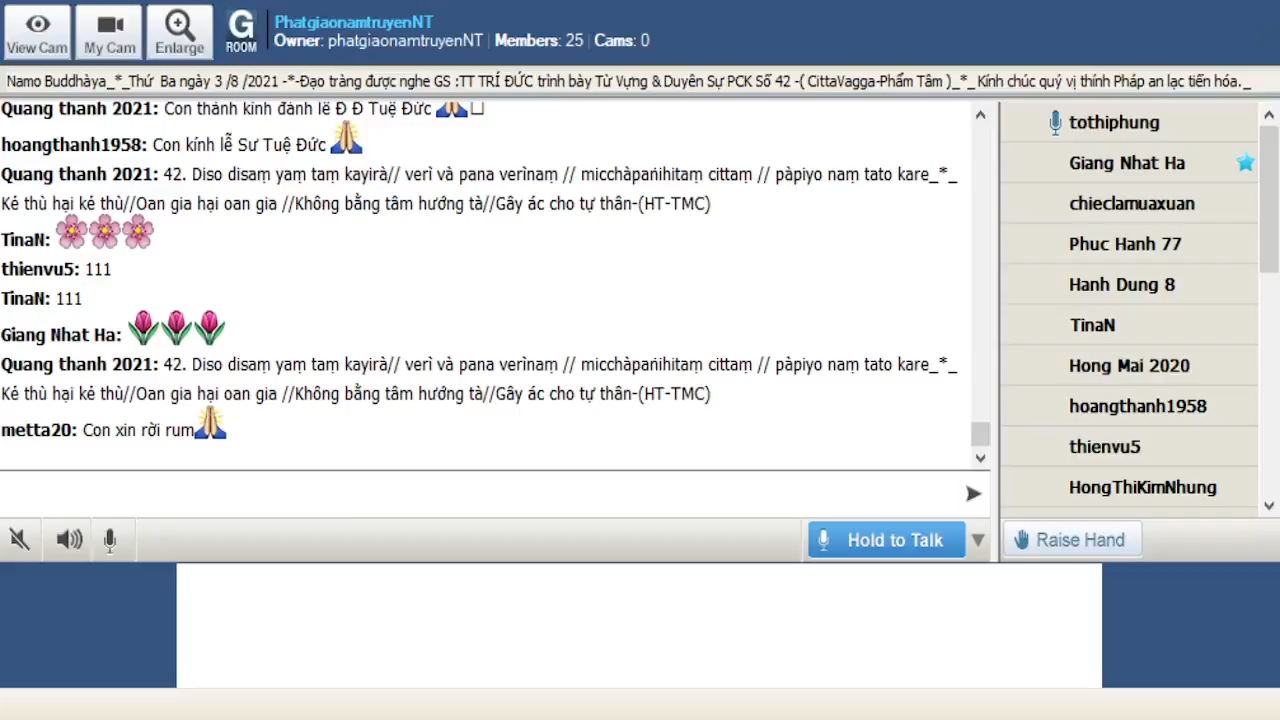 View Cam
My Cam
Enlarge
G
ROOM
PhatgiaonamtruyenNT
Owner: phatgiaonamtruyenNT | Members: 25 | Cams: 0
Namo Buddhàya_*_Thứ Ba ngày 3 /8 /2021 -*-Đạo tràng được nghe GS :TT TRÍ ĐỨC trình bày Từ Vựng & Duyên Sự PCK Số 42 -( CittaVagga-Phẩm Tâm )_*_Kính chúc quý vị thính Pháp an lạc tiến hóa._
Quang thanh 2021: Con thành kính đảnh lễ Đ Đ Tuệ Đức
hoangthanh1958: Con kính lễ Sư Tuệ Đức
Quang thanh 2021: 42. Diso disaṃ yaṃ taṃ kayirà// verì và pana verìnaṃ // micchàpaṅihitaṃ cittaṃ // pàpiyo naṃ tato kare_*_
Kẻ thù hại kẻ thù//Oan gia hại oan gia //Không bằng tâm hướng tà//Gây ác cho tự thân-(HT-TMC)
TinaN:
thienvu5: 111
TinaN: 111
Giang Nhat Ha:
Quang thanh 2021: 42. Diso disaṃ yaṃ taṃ kayirà// verì và pana verìnaṃ // micchàpaṅihitaṃ cittaṃ // pàpiyo naṃ tato kare_*_
Kẻ thù hại kẻ thù//Oan gia hại oan gia //Không bằng tâm hướng tà//Gây ác cho tự thân-(HT-TMC)
metta20: Con xin rời rum
tothiphung
Giang Nhat Ha
chieclamuaxuan
Phuc Hanh 77
Hanh Dung 8
TinaN
Hong Mai 2020
hoangthanh1958
thienvu5
HongThiKimNhung
Hold to Talk
Raise Hand